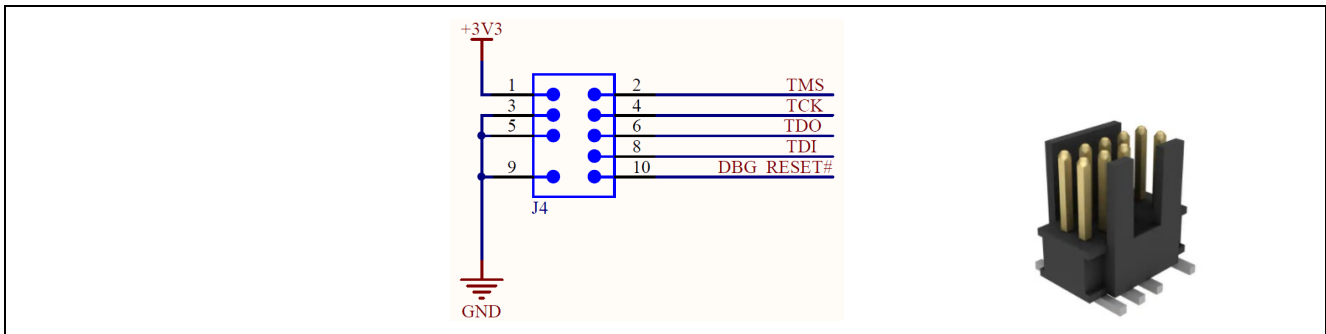 +3V3
1 2 TMS
3 4 TCK
5 6 TDO
8 TDI
9 10 DBG_RESET#
J4
GND